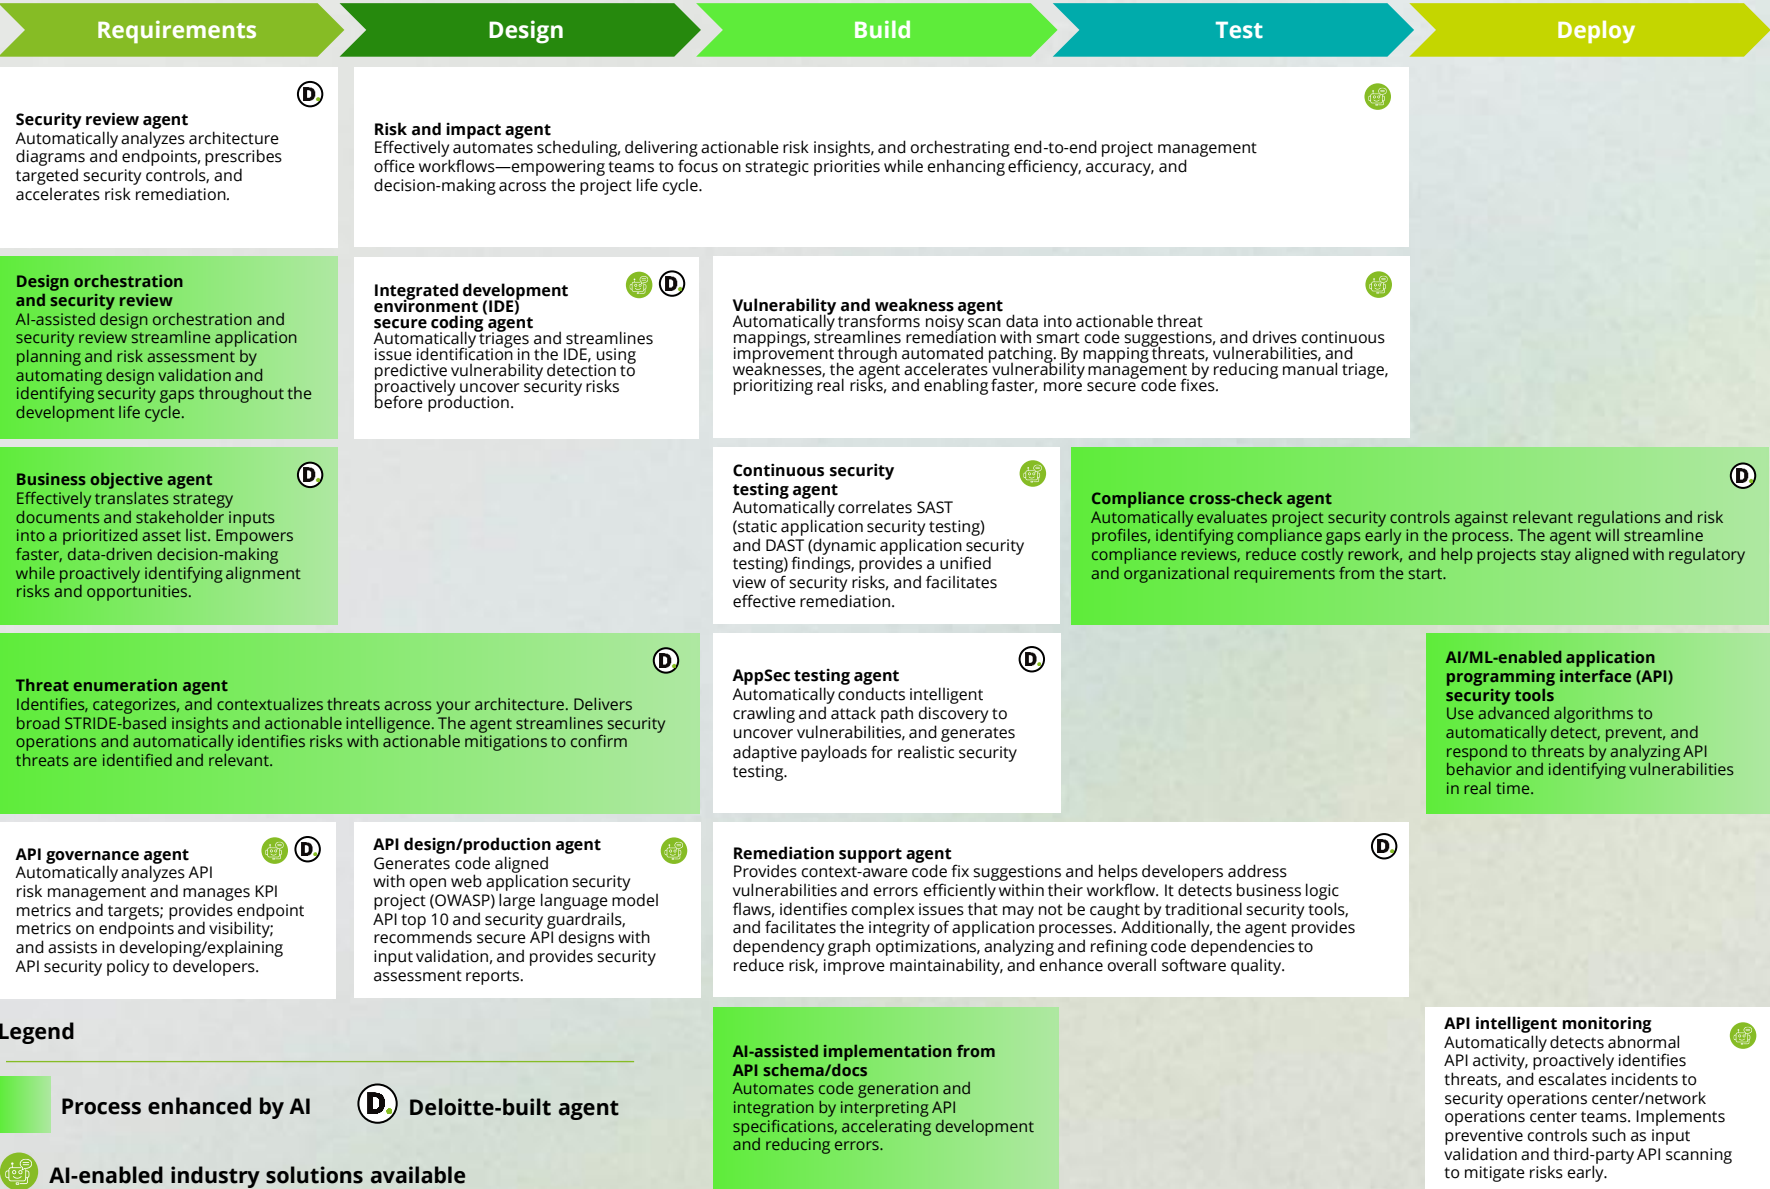 Requirements
Design
Build
Test
Deploy
D.
Security review agent
Automatically analyzes architecture
diagrams and endpoints, prescribes
targeted security controls, and
accelerates risk remediation.
Risk and impact agent
Effectively automates scheduling, delivering actionable risk insights, and orchestrating end-to-end project management
office workflows—empowering teams to focus on strategic priorities while enhancing efficiency, accuracy, and
decision-making across the project life cycle.
Design orchestration
and security review
AI-assisted design orchestration and
security review streamline application
planning and risk assessment by
automating design validation and
identifying security gaps throughout the
development life cycle.
D.
Integrated development
environment (IDE)
secure coding agent
Automatically triages and streamlines
issue identification in the IDE, using
predictive vulnerability detection to
proactively uncover security risks
before production.
Vulnerability and weakness agent
Automatically transforms noisy scan data into actionable threat
mappings, streamlines remediation with smart code suggestions, and drives continuous
improvement through automated patching. By mapping threats, vulnerabilities, and
weaknesses, the agent accelerates vulnerability management by reducing manual triage,
prioritizing real risks, and enabling faster, more secure code fixes.
D.
Business objective agent
Effectively translates strategy
documents and stakeholder inputs
into a prioritized asset list. Empowers
faster, data-driven decision-making
while proactively identifying alignment
risks and opportunities.
Continuous security
testing agent
Automatically correlates SAST
(static application security testing)
and DAST (dynamic application security
testing) findings, provides a unified
view of security risks, and facilitates
effective remediation.
D.
Compliance cross-check agent
Automatically evaluates project security controls against relevant regulations and risk
profiles, identifying compliance gaps early in the process. The agent will streamline
compliance reviews, reduce costly rework, and help projects stay aligned with regulatory
and organizational requirements from the start.
D.
Threat enumeration agent
Identifies, categorizes, and contextualizes threats across your architecture. Delivers
broad STRIDE-based insights and actionable intelligence. The agent streamlines security
operations and automatically identifies risks with actionable mitigations to confirm
threats are identified and relevant.
D.
AppSec testing agent
Automatically conducts intelligent
crawling and attack path discovery to
uncover vulnerabilities, and generates
adaptive payloads for realistic security
testing.
AI/ML-enabled application
programming interface (API)
security tools
Use advanced algorithms to
automatically detect, prevent, and
respond to threats by analyzing API
behavior and identifying vulnerabilities
in real time.
D.
API governance agent
Automatically analyzes API
risk management and manages KPI
metrics and targets; provides endpoint
metrics on endpoints and visibility;
and assists in developing/explaining
API security policy to developers.
API design/production agent
Generates code aligned
with open web application security
project (OWASP) large language model
API top 10 and security guardrails,
recommends secure API designs with
input validation, and provides security
assessment reports.
D.
Remediation support agent
Provides context-aware code fix suggestions and helps developers address
vulnerabilities and errors efficiently within their workflow. It detects business logic
flaws, identifies complex issues that may not be caught by traditional security tools,
and facilitates the integrity of application processes. Additionally, the agent provides
dependency graph optimizations, analyzing and refining code dependencies to
reduce risk, improve maintainability, and enhance overall software quality.
Legend
Process enhanced by AI
D.
Deloitte-built agent
AI-enabled industry solutions available
AI-assisted implementation from
API schema/docs
Automates code generation and
integration by interpreting API
specifications, accelerating development
and reducing errors.
API intelligent monitoring
Automatically detects abnormal
API activity, proactively identifies
threats, and escalates incidents to
security operations center/network
operations center teams. Implements
preventive controls such as input
validation and third-party API scanning
to mitigate risks early.